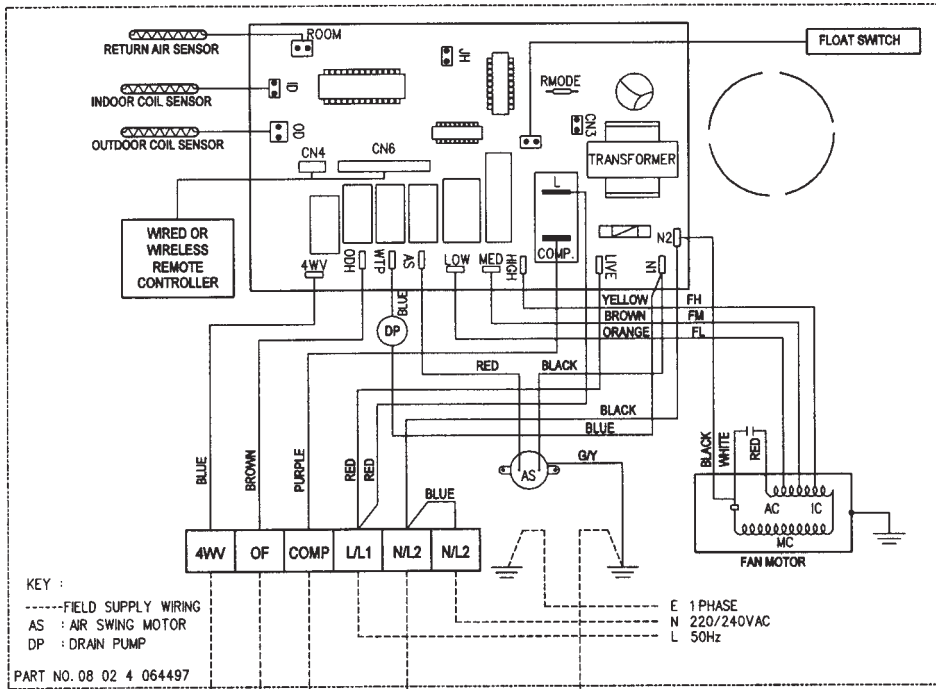 ROOM
RETURN AIR SENSOR
JH
FLOAT SWITCH
RMODE
ID
INDOOR COIL SENSOR
OD
OUTDOOR COIL SENSOR
CN3
CN4
CN6
TRANSFORMER
L
WIRED OR
WIRELESS
REMOTE
CONTROLLER
COMP.
N2
4WV
ODH
WTP
AS
LOW
MED
HIGH
LIVE
N1
BLUE
DP
YELLOW FH
BROWN FM
ORANGE FL
RED
BLACK
BLACK
BLUE
BLUE
BROWN
PURPLE
RED
RED
G/Y
AS
BLACK
WHITE
RED
BLUE
AC IC
MC
FAN MOTOR
4WV OF COMP L/L1 N/L2 N/L2
KEY :
------FIELD SUPPLY WIRING
AS : AIR SWING MOTOR
DP : DRAIN PUMP
E 1PHASE
N 220/240VAC
L 50Hz
PART NO. 08 02 4 064497